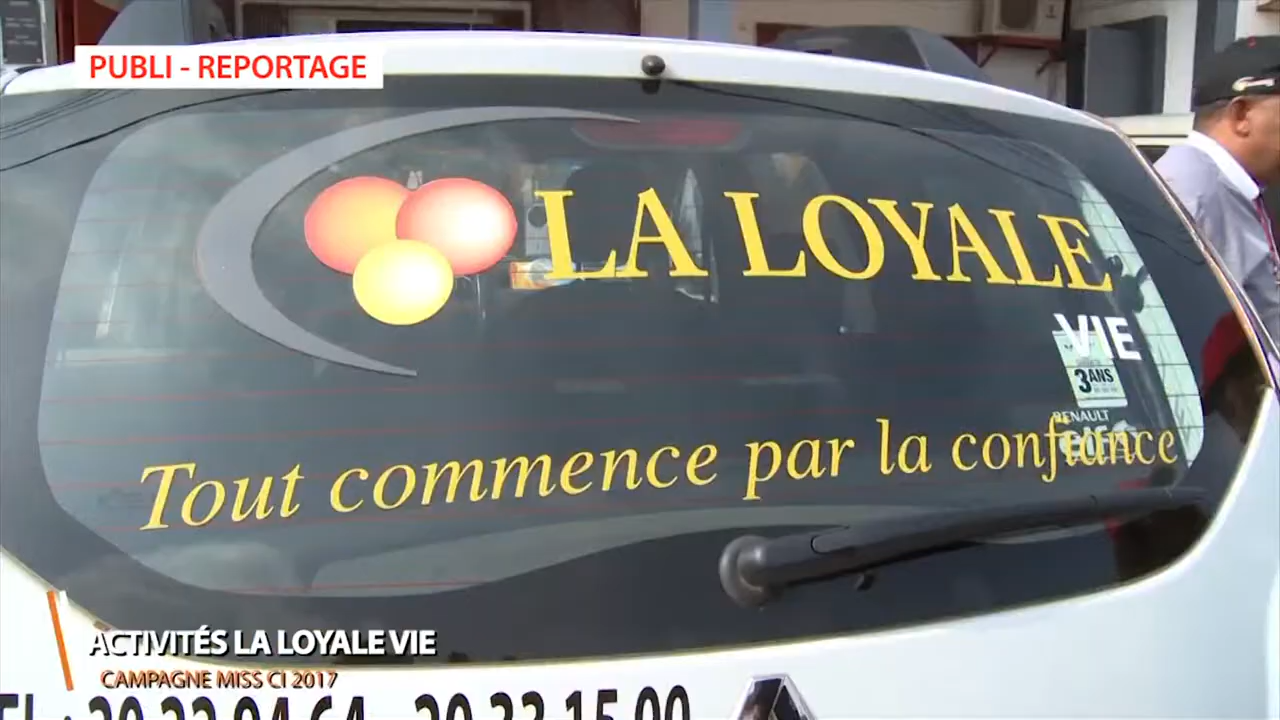 PUBLI - REPORTAGE
LA LOYALE
VIE
3 ANS
RENAULT
Tout commence par la confiance
ACTIVITÉS LA LOYALE VIE
CAMPAGNE MISS CI 2017